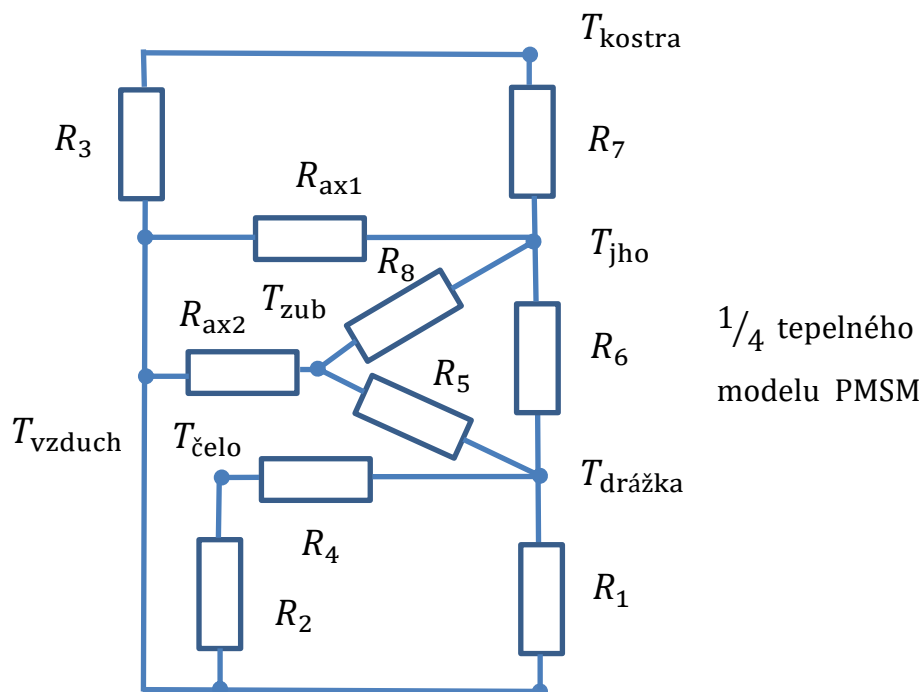 T_kostra
R_3
R_7
R_ax1
T_jho
R_8
T_zub
R_ax2
R_6
1/4 tepelného
R_5
modelu PMSM
T_vzduch
T_čelo
T_drážka
R_4
R_2
R_1